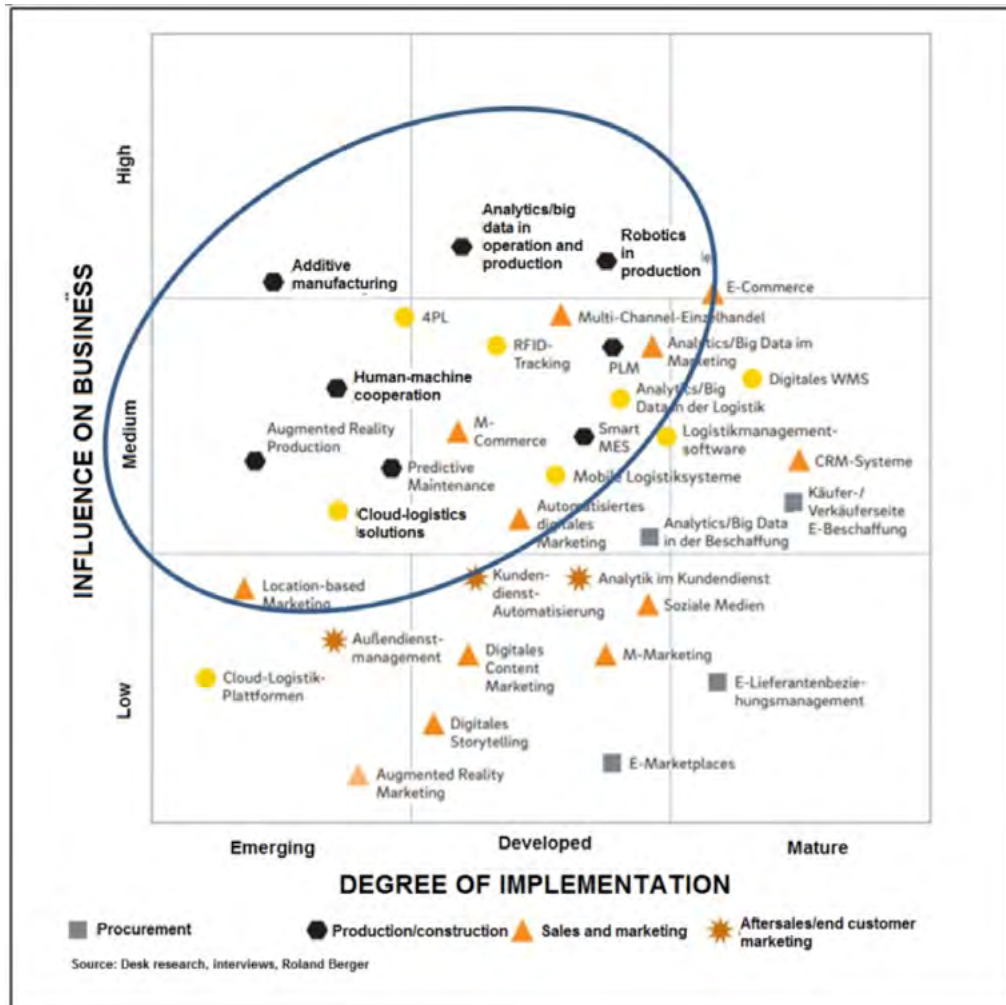 INFLUENCE ON BUSINESS
High
Medium
Low
Analytics/big
data in
operation and
production
Robotics
in
production
Additive
manufacturing
E-Commerce
4PL
Multi-Channel-Einzelhandel
RFID-
Tracking
PLM
Analytics/Big Data im
Marketing
Digitales WMS
Human-machine
cooperation
Analytics/Big
Data in der Logistik
Augmented Reality
Production
M-
Commerce
Smart
MES
Logistikmanagement-
software
Predictive
Maintenance
Mobile Logistiksysteme
CRM-Systeme
Cloud-logistics
solutions
Automatisiertes
digitales
Marketing
Analytics/Big Data
in der Beschaffung
Käufer-/
Verkäuferseite
E-Beschaffung
Location-based
Marketing
Kunden-
dienst-
Automatisierung
Analytik im Kundendienst
Soziale Medien
Außendienst-
management
Digitales
Content
Marketing
M-Marketing
Cloud-Logistik-
Plattformen
E-Lieferantenbezie-
hungsmanagement
Digitales
Storytelling
E-Marketplaces
Augmented Reality
Marketing
Emerging
Developed
Mature
DEGREE OF IMPLEMENTATION
Procurement
Production/construction
Sales and marketing
Aftersales/end customer
marketing
Source: Desk research, interviews, Roland Berger